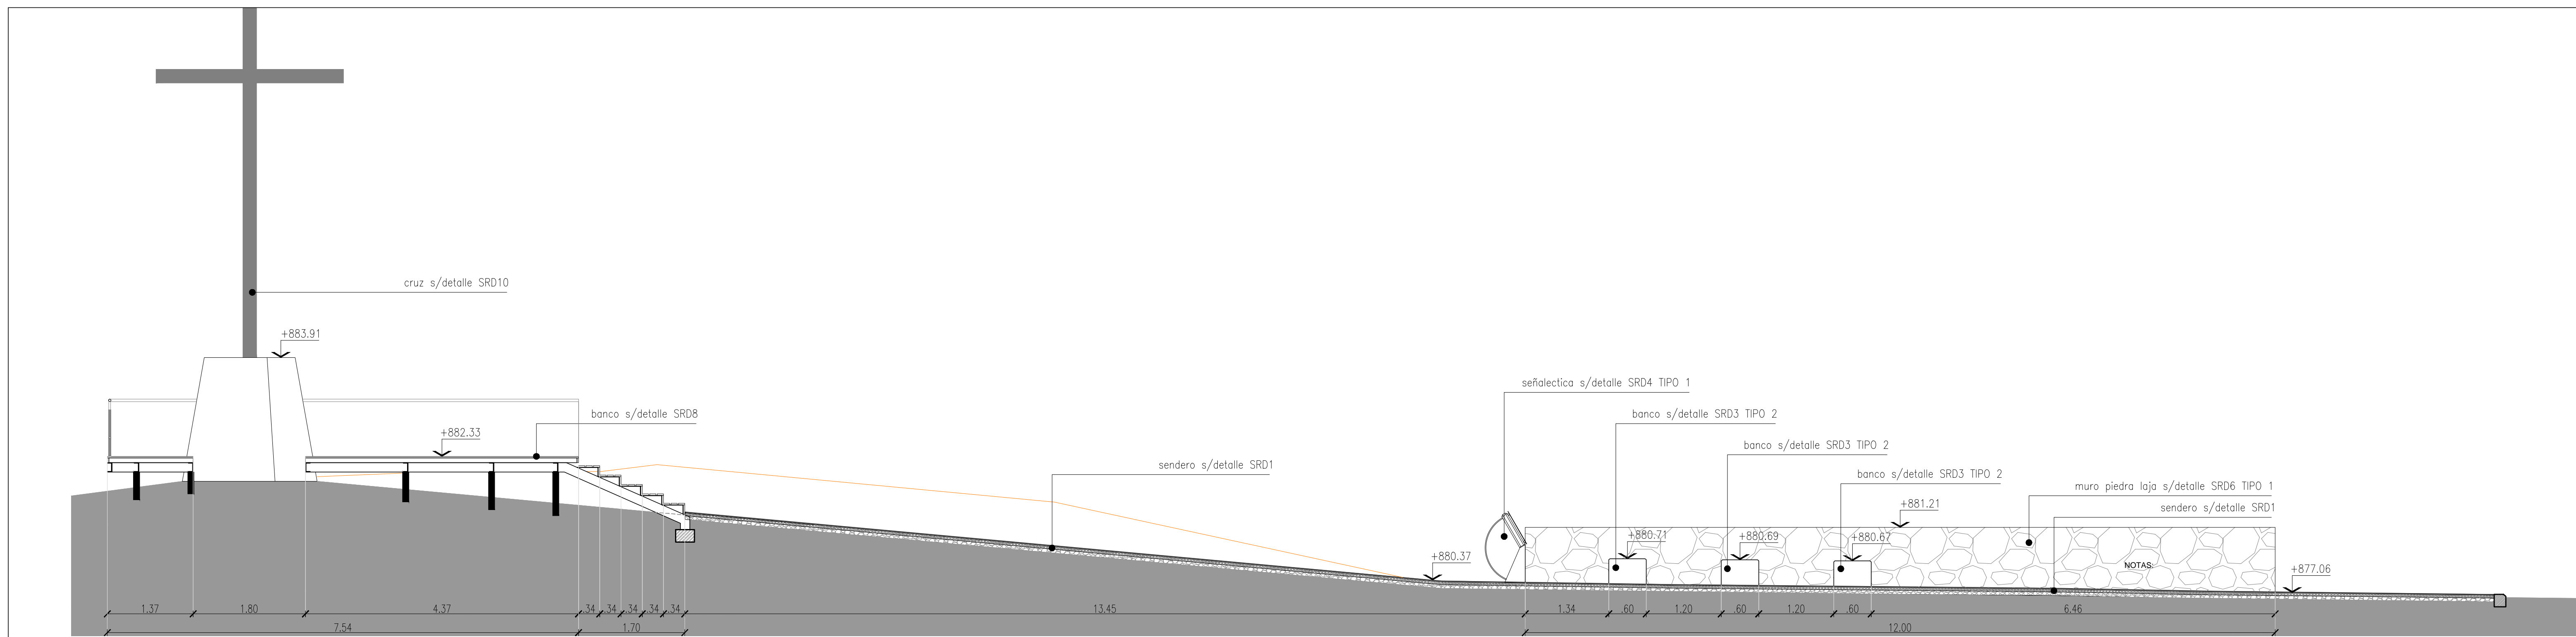 cruz s/detalle SRD10
+883.91
señalectica s/detalle SRD4 TIPO 1
banco s/detalle SRD8
banco s/detalle SRD3 TIPO 2
+882.33
banco s/detalle SRD3 TIPO 2
sendero s/detalle SRD1
banco s/detalle SRD3 TIPO 2
muro piedra laja s/detalle SRD6 TIPO 1
+881.21
sendero s/detalle SRD1
+880.71
+880.69
+880.67
+880.37
NOTAS:
+877.06
1.37 1.80 4.37 .34 .34 .34 .34 .34 13.45 1.34 .60 1.20 .60 1.20 .60 6.46
7.54 1.70 12.00